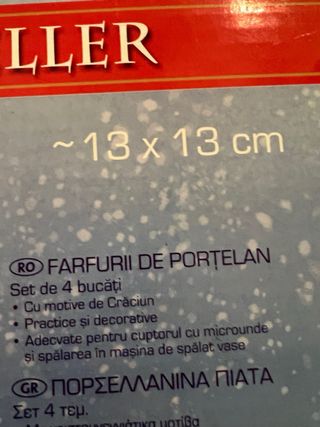 LLER
~13 x 13 cm
RO FARFURII DE PORȚELAN
Set de 4 bucăți
• Cu motive de Crăciun
• Practice și decorative
• Adecvate pentru cuptorul cu microunde
și spălarea în mașina de spălat vase
GR ΠΟΡΣΕΛΛΑΝΙΝΑ ΠΙΑΤΑ
Σετ 4 τεμ.